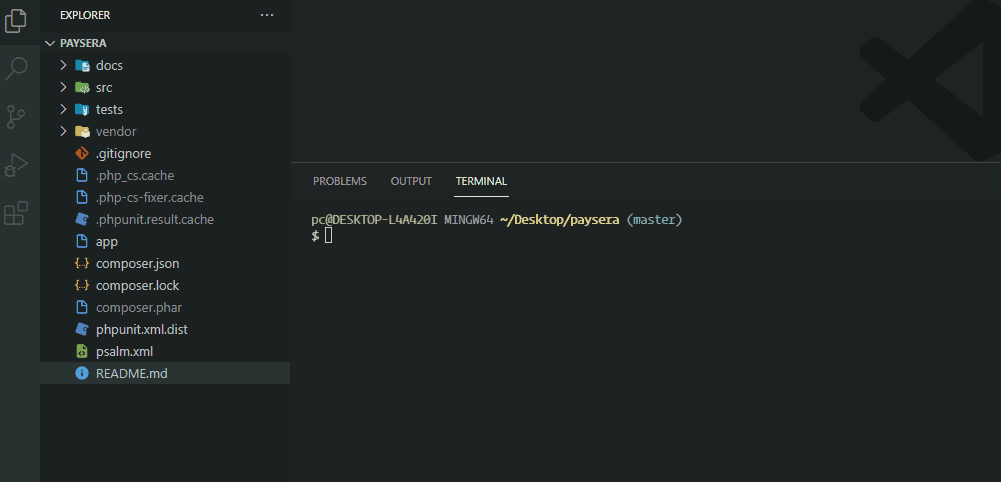 EXPLORER
PAYSERA
docs
src
tests
vendor
.gitignore
.php_cs.cache
.php-cs-fixer.cache
.phpunit.result.cache
app
composer.json
composer.lock
composer.phar
phpunit.xml.dist
psalm.xml
README.md
PROBLEMS OUTPUT TERMINAL
pc@DESKTOP-L4A420I MINGW64 ~/Desktop/paysera (master)
$